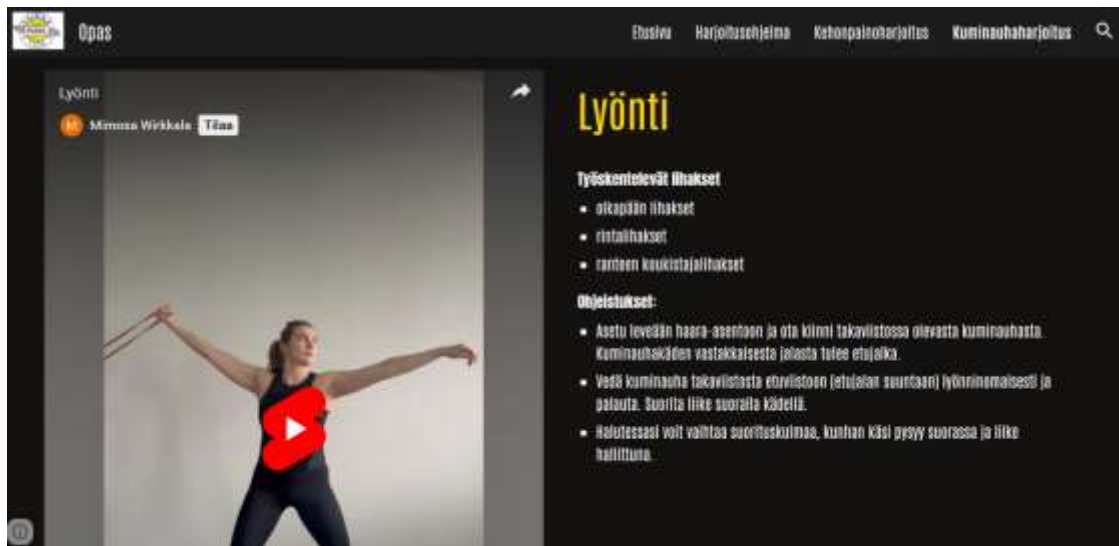 Opas
Etusivu Harjoitusohjelma Kehonpainoharjoitus Kuminauhaharjoitus
Lyönti
Mimosa Wirkkala Tilaa
Lyönti
Työskentelevät lihakset
olkapään lihakset
rintalihakset
ranteen koukistajalihakset
Ohjeistukset:
Asetu leveään haara-asentoon ja ota kiinni takaviistossa olevasta kuminauhasta.
Kuminauhakäden vastakkaisesta jalasta tulee etujalka.
Vedä kuminauha takaviistosta etuviistoon (etujalan suuntaan) lyönninomaisesti ja
palauta. Suorita liike suoralla kädellä.
Halutessasi voit vaihtaa suorituskulmaa, kunhan käsi pysyy suorassa ja liike
hallittuna.